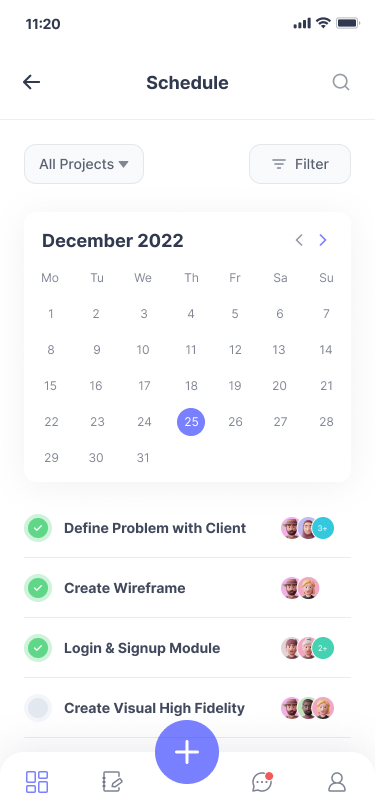 11:20
Schedule
All Projects
Filter
December 2022
Mo Tu We Th Fr Sa Su
1 2 3 4 5 6 7
8 9 10 11 12 13 14
15 16 17 18 19 20 21
22 23 24 25 26 27 28
29 30 31
Define Problem with Client 3+
Create Wireframe
Login & Signup Module 2+
Create Visual High Fidelity